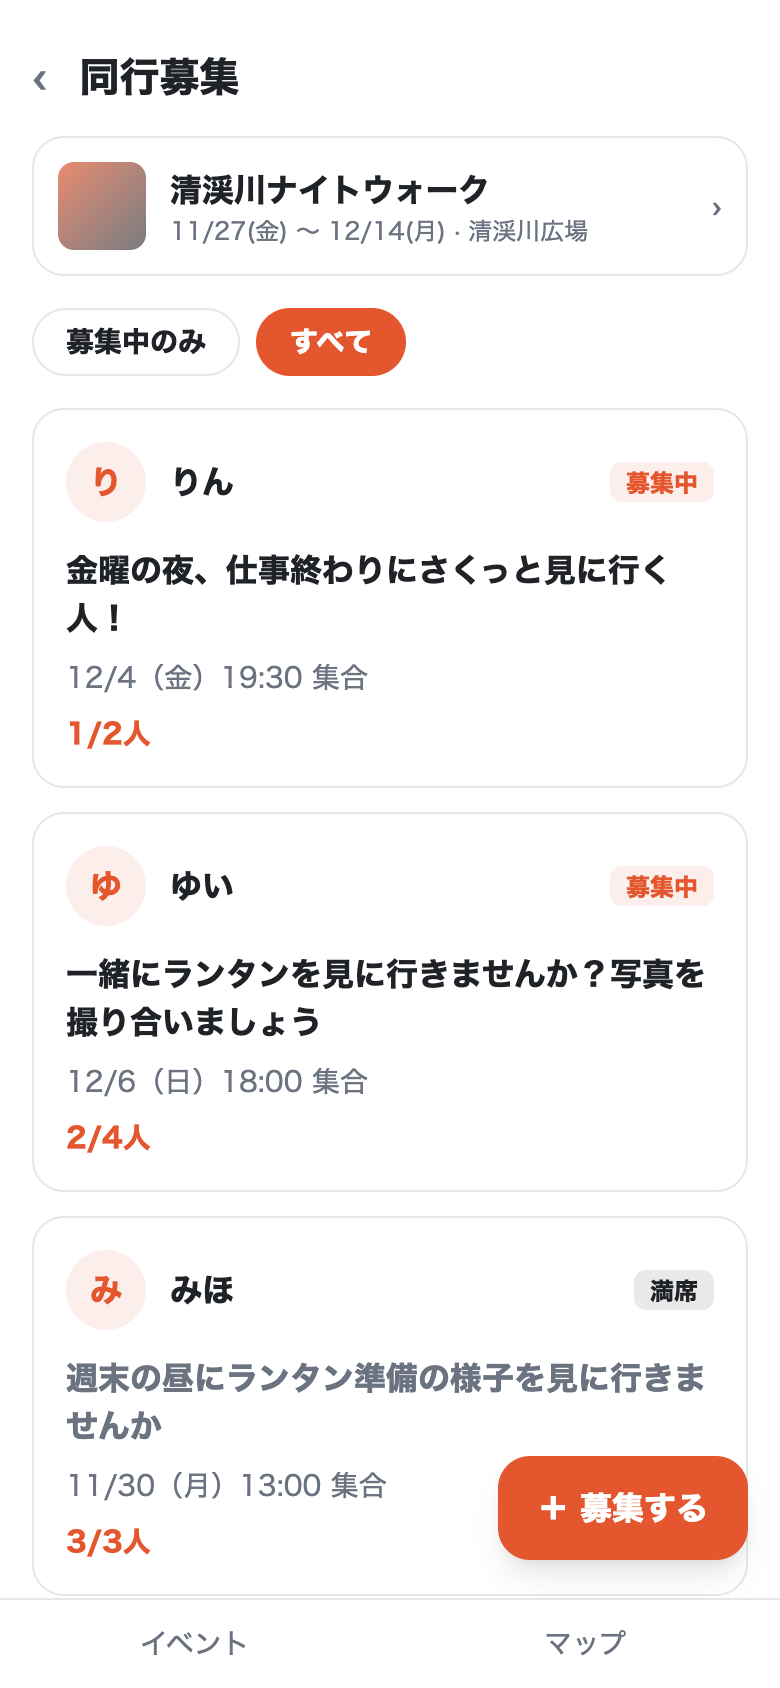 ‹ 同行募集
清渓川ナイトウォーク
11/27(金) 〜 12/14(月) · 清渓川広場
›
募集中のみ すべて
り りん 募集中
金曜の夜、仕事終わりにさくっと見に行く
人！
12/4（金）19:30 集合
1/2人
ゆ ゆい 募集中
一緒にランタンを見に行きませんか？写真を
撮り合いましょう
12/6（日）18:00 集合
2/4人
み みほ 満席
週末の昼にランタン準備の様子を見に行きま
せんか
11/30（月）13:00 集合
3/3人
＋ 募集する
イベント マップ